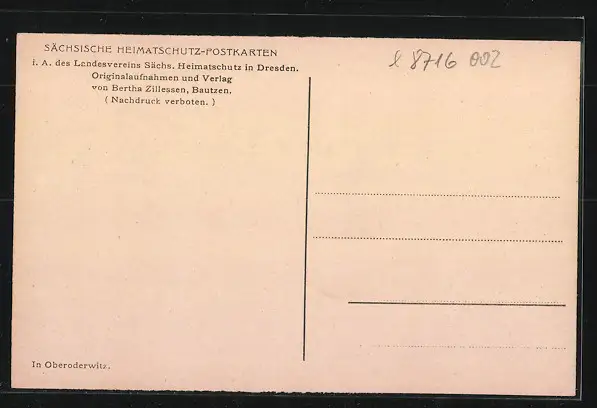 SÄCHSISCHE HEIMATSCHUTZ-POSTKARTEN
i. A. des Landesvereins Sächs. Heimatschutz in Dresden.
Originalaufnahmen und Verlag
von Bertha Zillessen, Bautzen.
(Nachdruck verboten.)
8716 002
In Oberoderwitz.